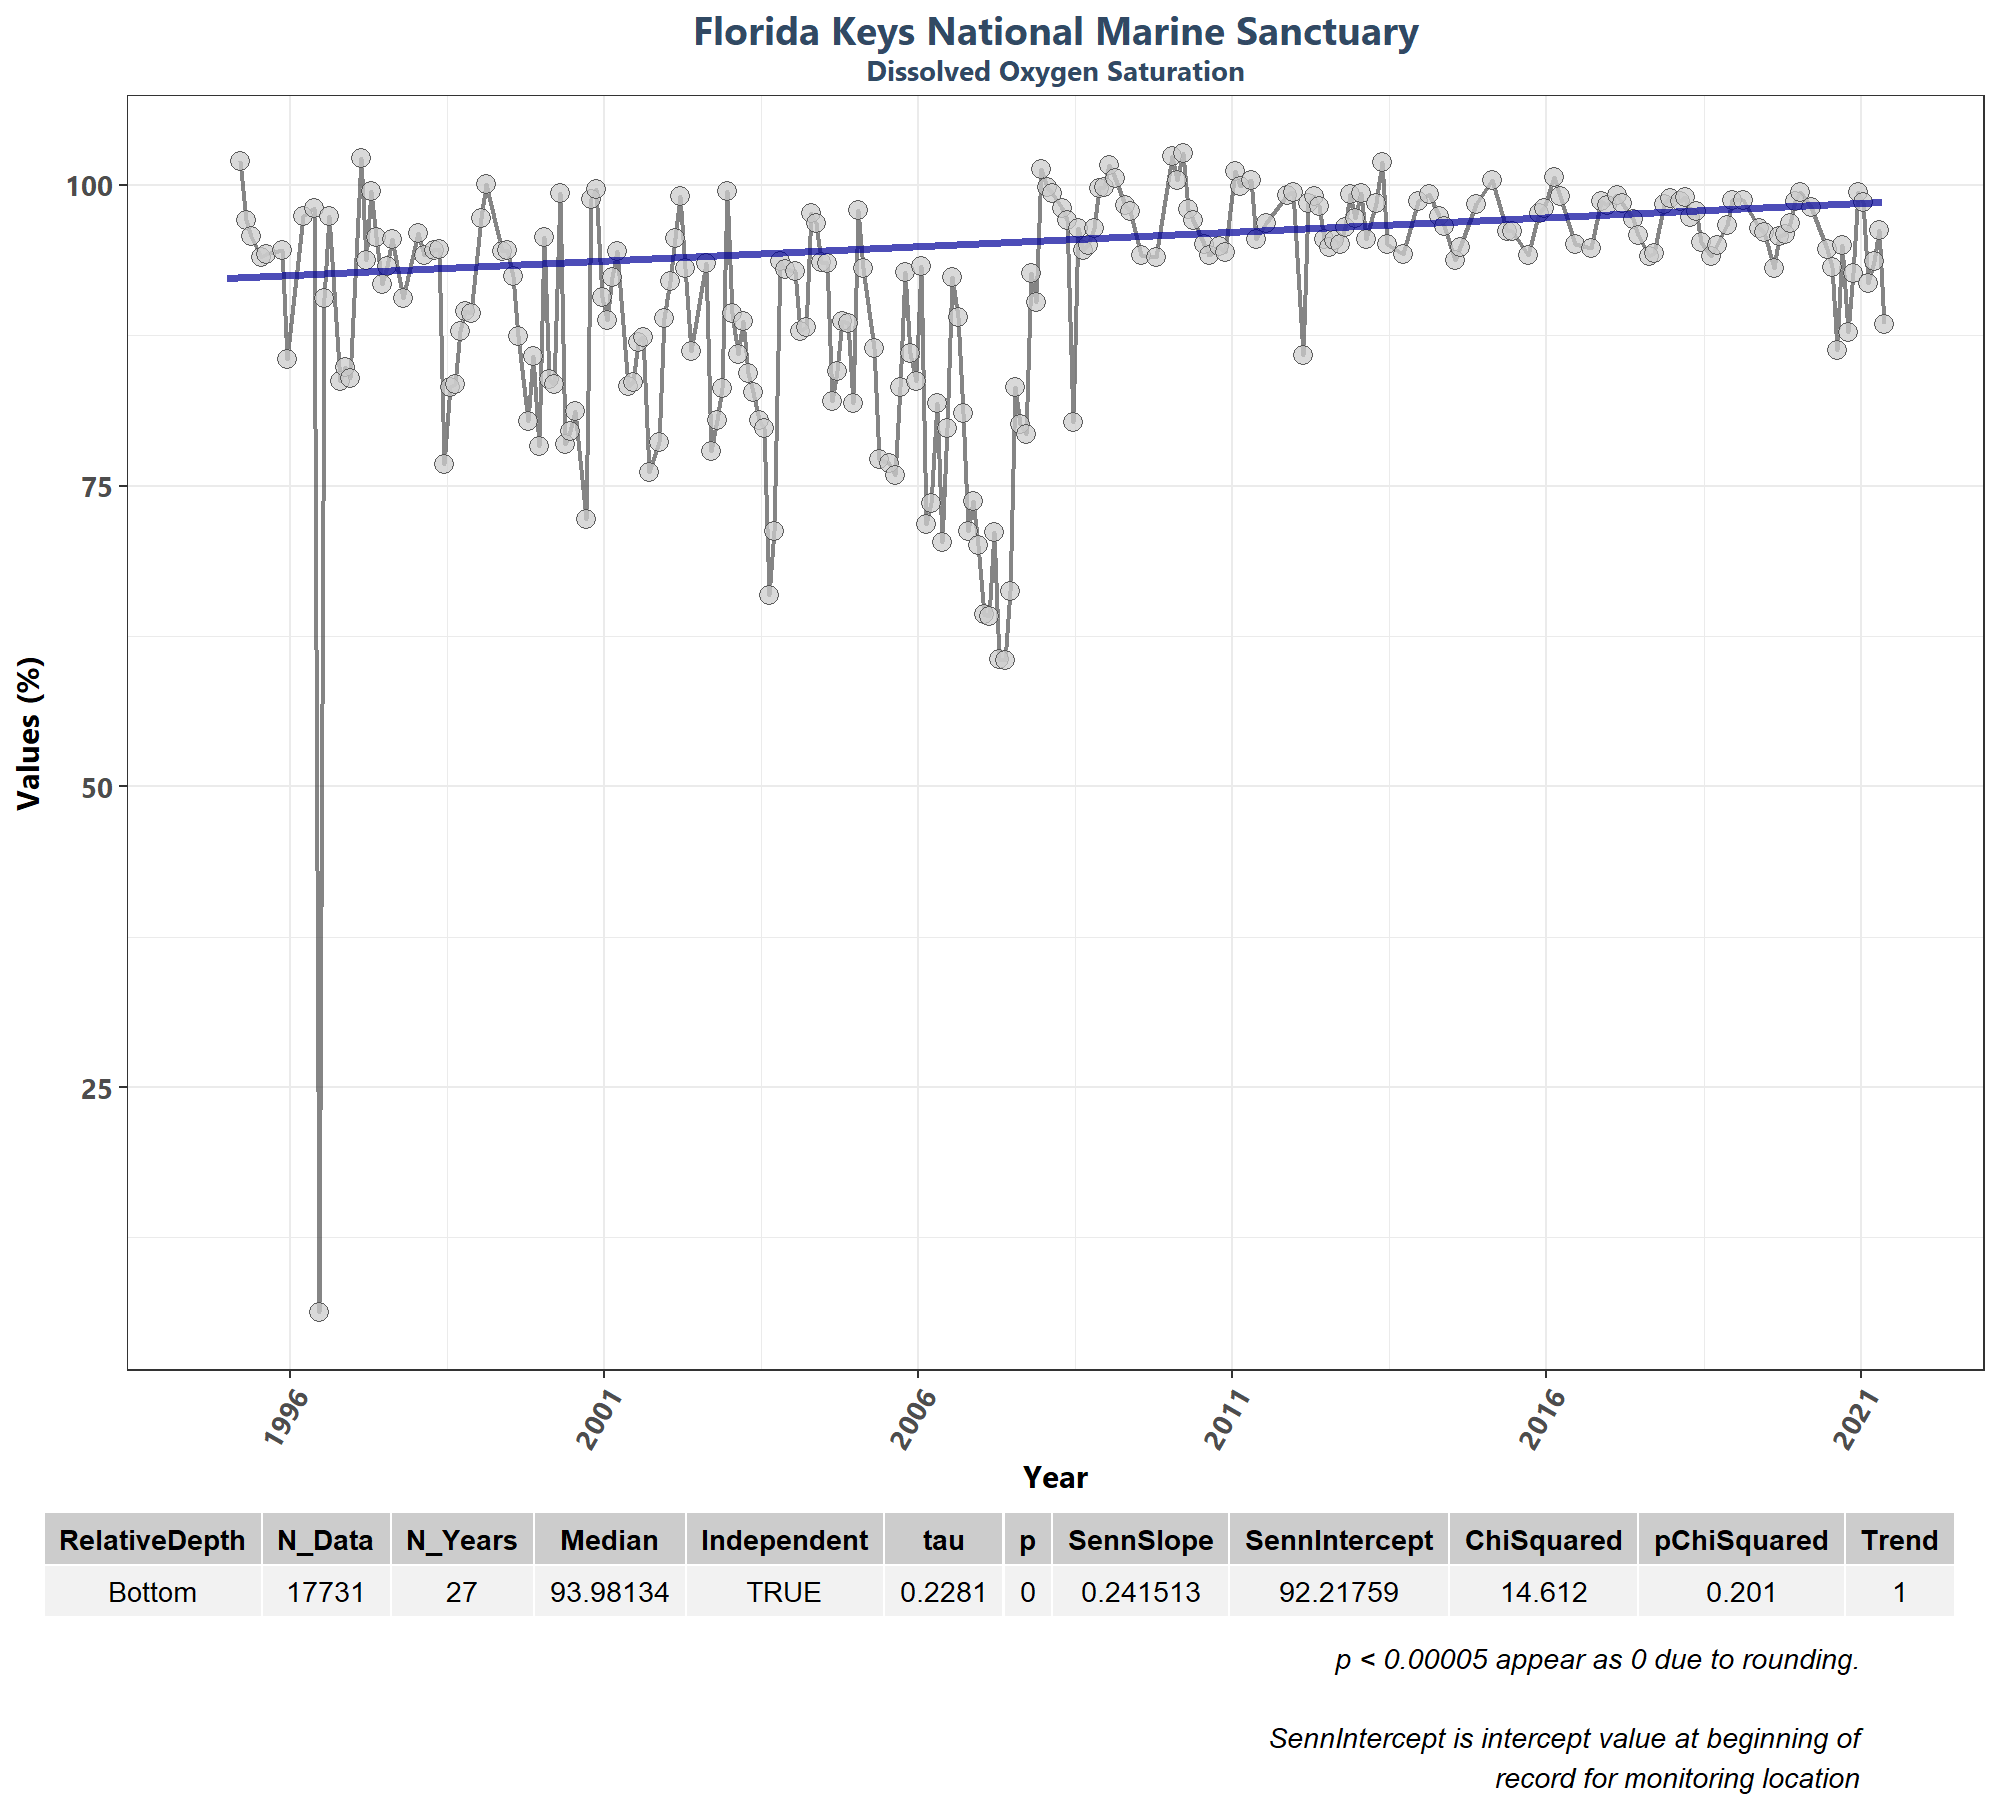 Florida Keys National Marine Sanctuary
Dissolved Oxygen Saturation
Values (%)
100
75
50
25
1996 2001 2006 2011 2016 2021
Year
RelativeDepth N_Data N_Years Median Independent tau p SennSlope SennIntercept ChiSquared pChiSquared Trend
Bottom 17731 27 93.98134 TRUE 0.2281 0 0.241513 92.21759 14.612 0.201 1
p < 0.00005 appear as 0 due to rounding.
SennIntercept is intercept value at beginning of
record for monitoring location